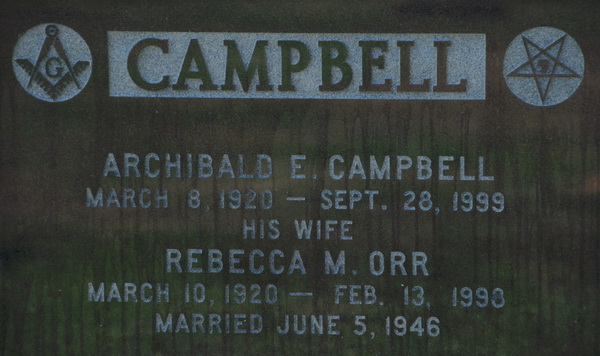 G
CAMPBELL
ARCHIBALD E. CAMPBELL
MARCH 8, 1920 — SEPT. 28, 1999
HIS WIFE
REBECCA M. ORR
MARCH 10, 1920 — FEB. 13, 1998
MARRIED JUNE 5, 1946